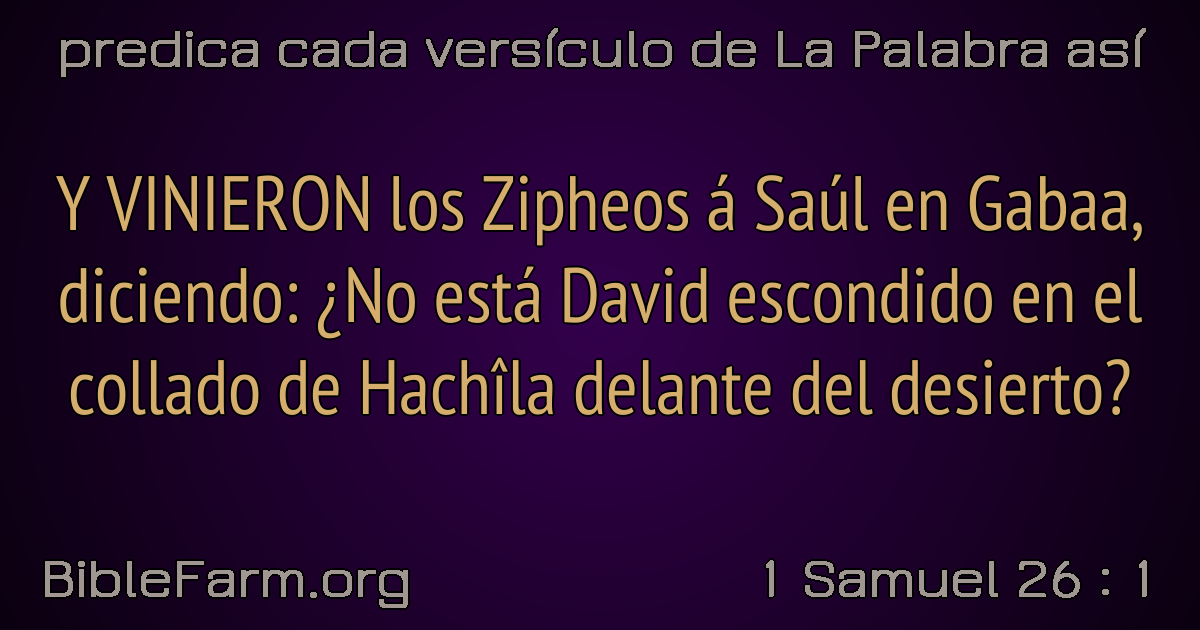 predica cada versículo de La Palabra así
Y VINIERON los Zipheos á Saúl en Gabaa,
diciendo: ¿No está David escondido en el
collado de Hachîla delante del desierto?
BibleFarm.org
1 Samuel 26 : 1